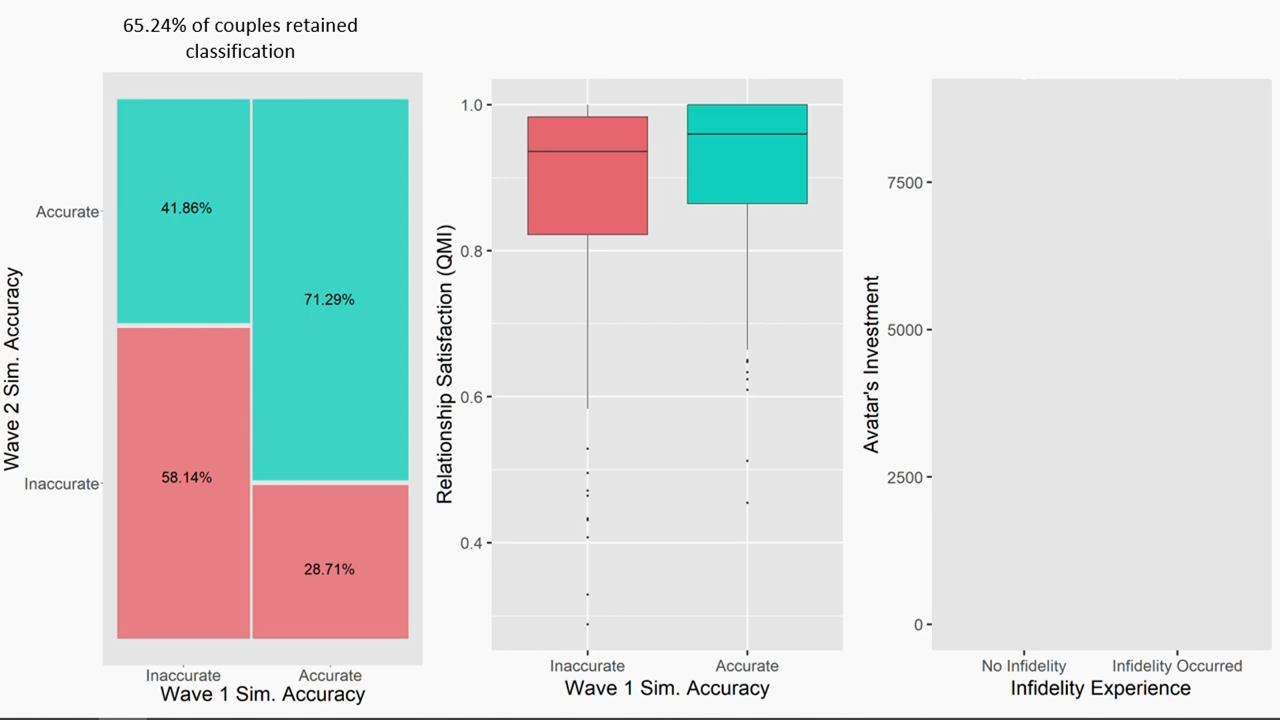 65.24% of couples retained
classification
Wave 2 Sim. Accuracy
Accurate
Inaccurate
41.86%
71.29%
58.14%
28.71%
Inaccurate
Accurate
Wave 1 Sim. Accuracy
Relationship Satisfaction (QMI)
1.0
0.8
0.6
0.4
Inaccurate
Accurate
Wave 1 Sim. Accuracy
Avatar's Investment
7500
5000
2500
0
No Infidelity
Infidelity Occurred
Infidelity Experience